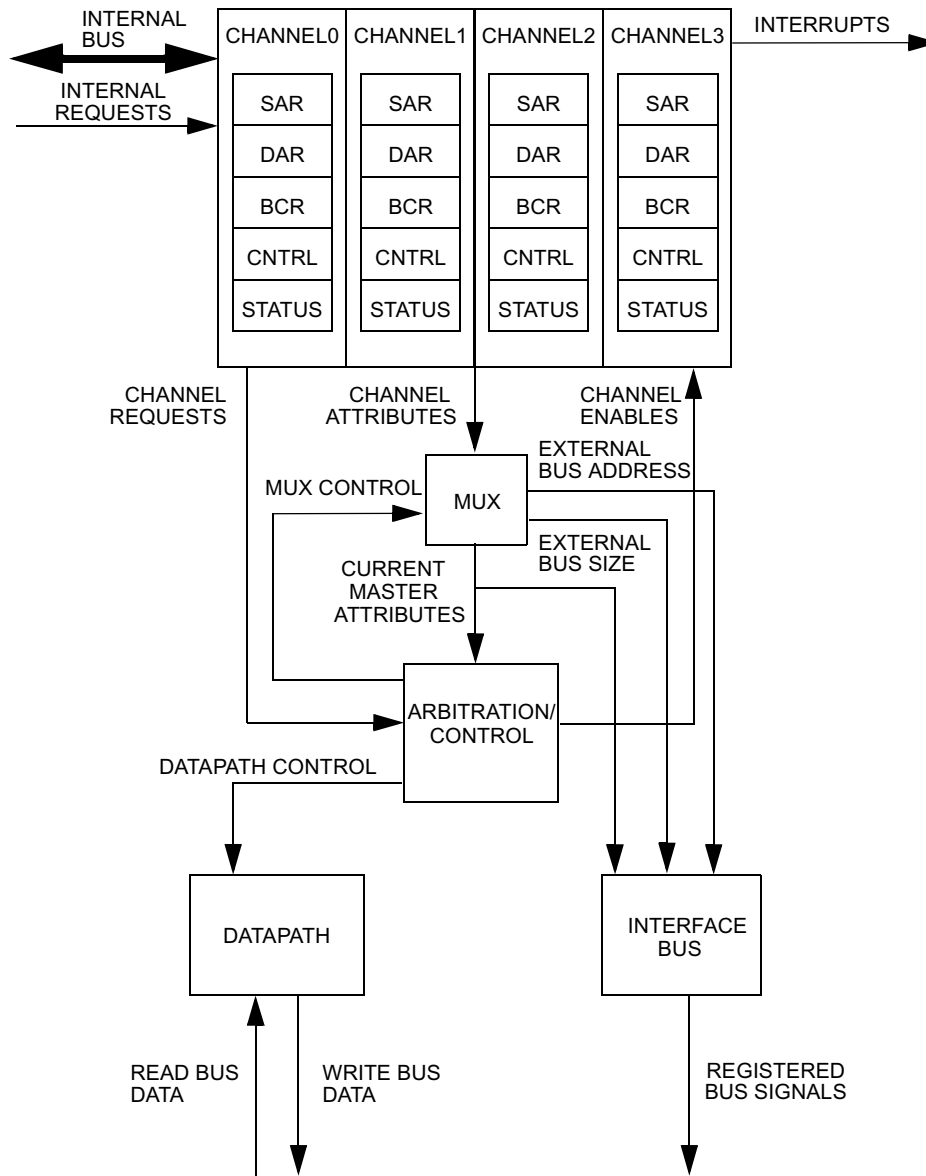 INTERNAL
BUS
CHANNEL0
CHANNEL1
CHANNEL2
CHANNEL3
INTERRUPTS
INTERNAL
REQUESTS
SAR
SAR
SAR
SAR
DAR
DAR
DAR
DAR
BCR
BCR
BCR
BCR
CNTRL
CNTRL
CNTRL
CNTRL
STATUS
STATUS
STATUS
STATUS
CHANNEL
REQUESTS
CHANNEL
ATTRIBUTES
CHANNEL
ENABLES
EXTERNAL
BUS ADDRESS
MUX CONTROL
MUX
EXTERNAL
BUS SIZE
CURRENT
MASTER
ATTRIBUTES
ARBITRATION/
CONTROL
DATAPATH CONTROL
DATAPATH
INTERFACE
BUS
READ BUS
DATA
WRITE BUS
DATA
REGISTERED
BUS SIGNALS